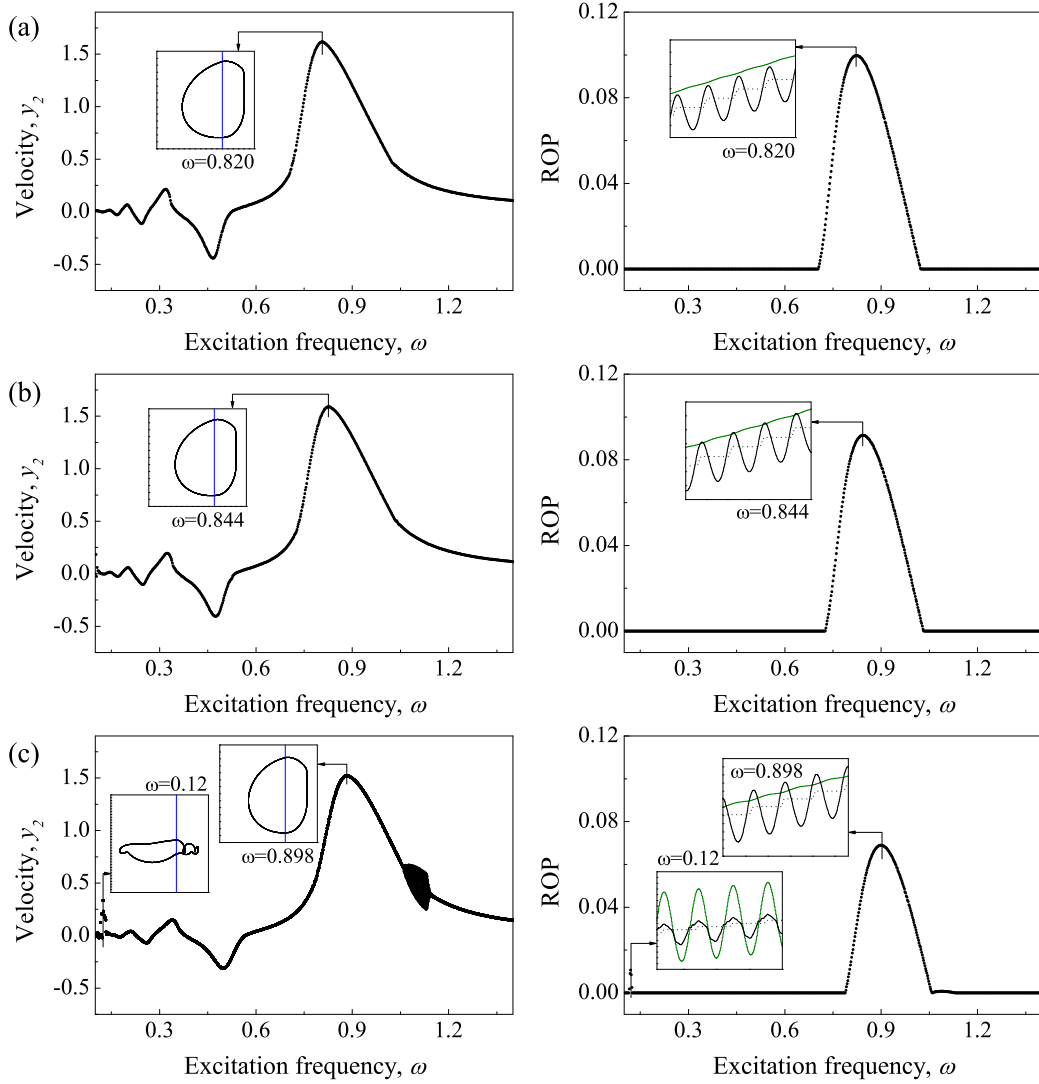 (a)
Velocity, y2
1.5
1.0
0.5
0.0
-0.5
ω=0.820
0.3
0.6
0.9
1.2
Excitation frequency, ω
ROP
0.12
0.08
0.04
0.00
ω=0.820
0.3
0.6
0.9
1.2
Excitation frequency, ω
(b)
Velocity, y2
1.5
1.0
0.5
0.0
-0.5
ω=0.844
0.3
0.6
0.9
1.2
Excitation frequency, ω
ROP
0.12
0.08
0.04
0.00
ω=0.844
0.3
0.6
0.9
1.2
Excitation frequency, ω
(c)
Velocity, y2
1.5
1.0
0.5
0.0
-0.5
ω=0.12
ω=0.898
0.3
0.6
0.9
1.2
Excitation frequency, ω
ROP
0.12
0.08
0.04
0.00
ω=0.898
ω=0.12
0.3
0.6
0.9
1.2
Excitation frequency, ω